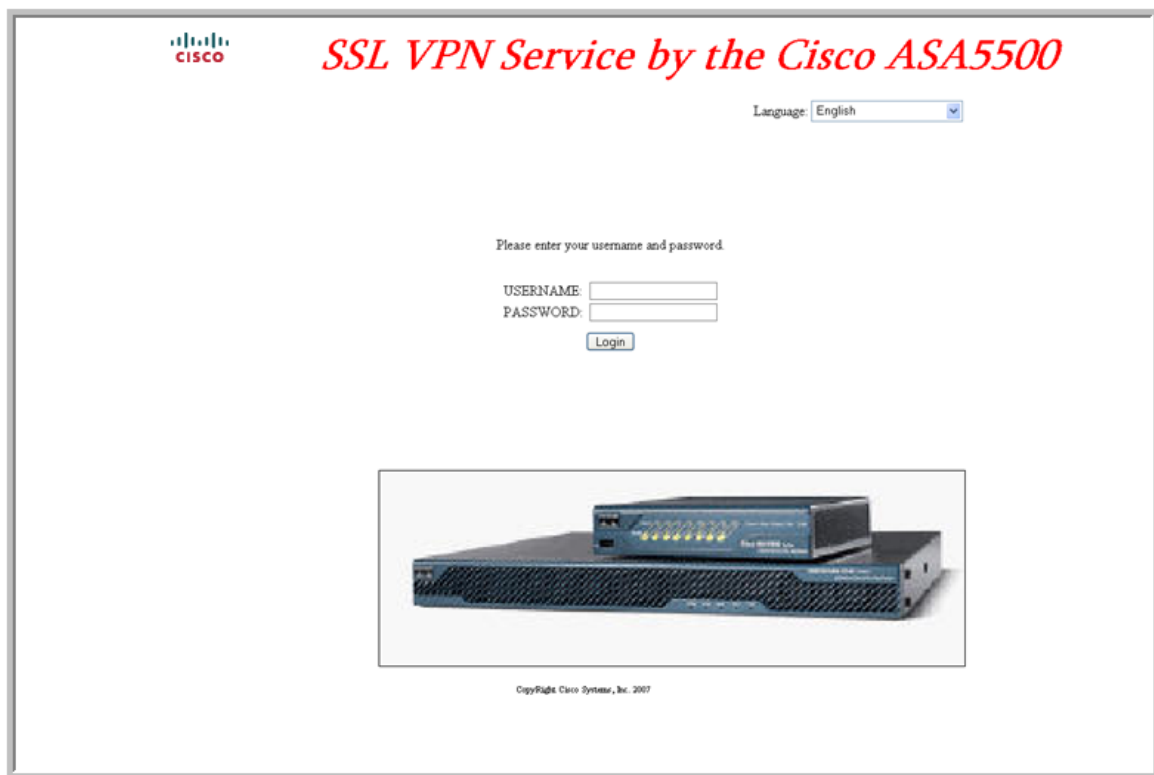 CISCO
SSL VPN Service by the Cisco ASA5500
Language: English
Please enter your username and password.
USERNAME:
PASSWORD:
Login
CopyRight Cisco Systems, Inc. 2007